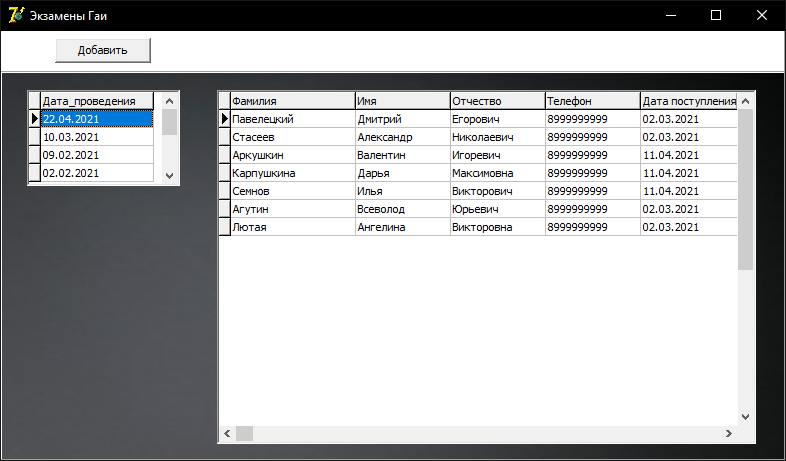 Экзамены Гаи
Добавить
Дата_проведения
22.04.2021
10.03.2021
09.02.2021
02.02.2021
Фамилия Имя Отчество Телефон Дата поступления
Павелецкий Дмитрий Егорович 8999999999 02.03.2021
Стасеев Александр Николаевич 8999999999 02.03.2021
Аркушкин Валентин Игоревич 8999999999 11.04.2021
Карпушкина Дарья Максимовна 8999999999 11.04.2021
Семнов Илья Викторович 8999999999 11.04.2021
Агутин Всеволод Юрьевич 8999999999 02.03.2021
Лютая Ангелина Викторовна 8999999999 02.03.2021